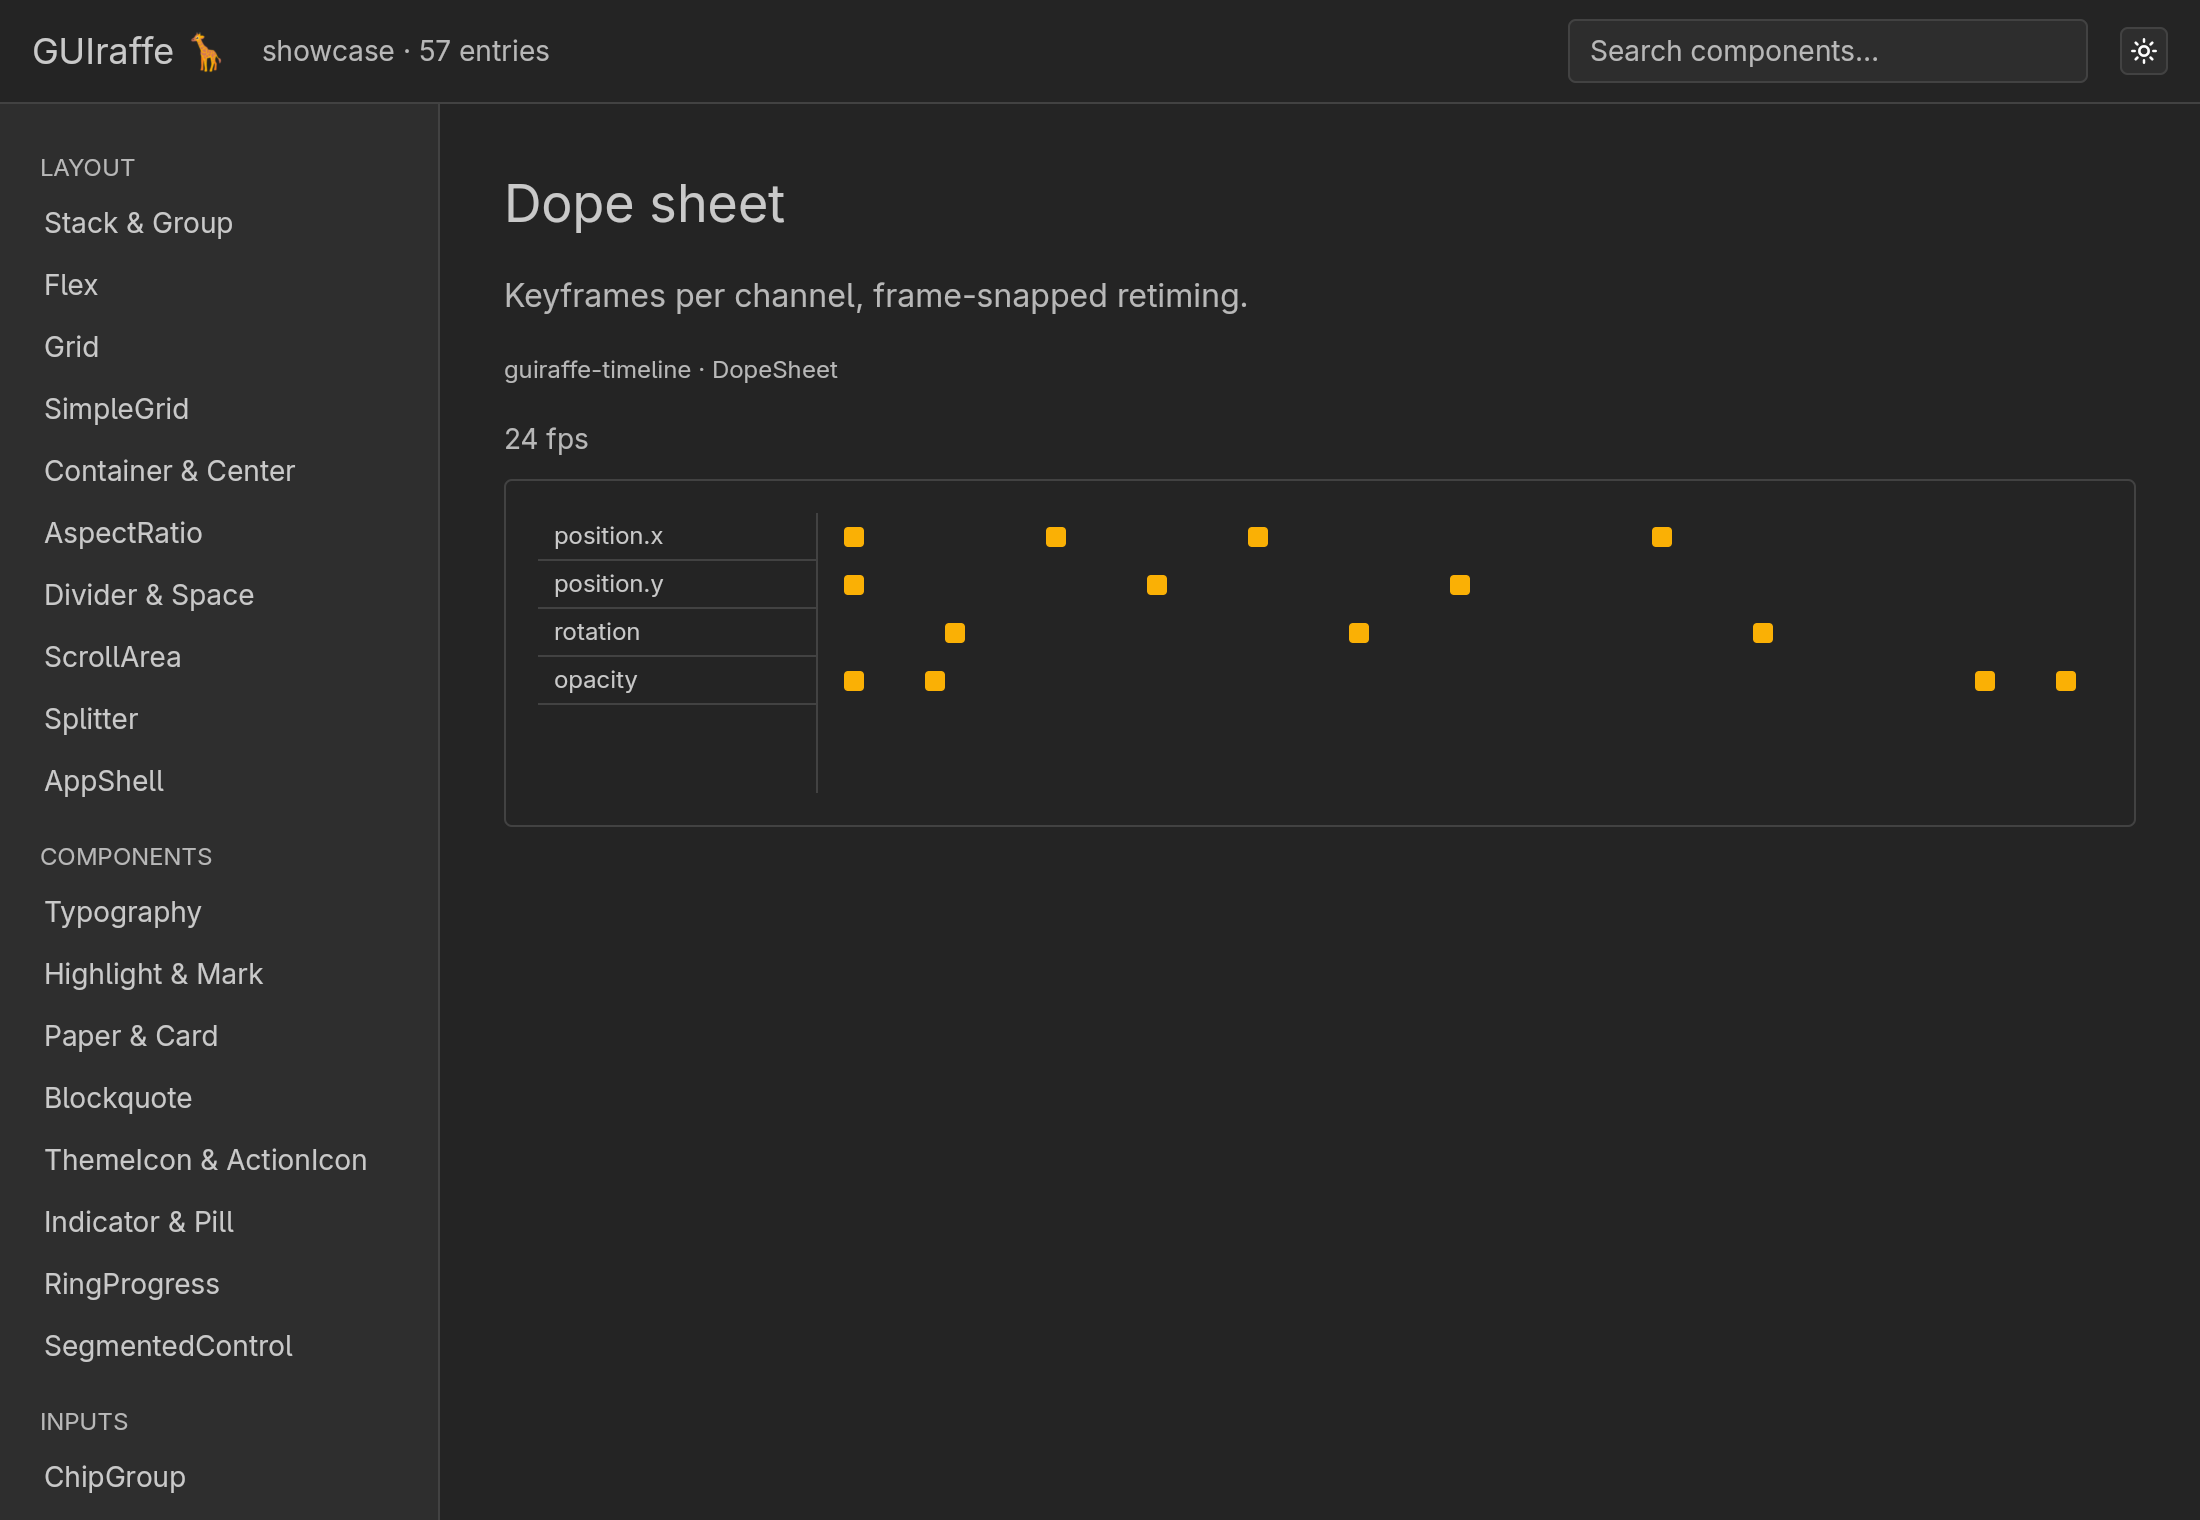 GUIraffe 🦒 showcase · 57 entries Search components...
LAYOUT
Stack & Group
Flex
Grid
SimpleGrid
Container & Center
AspectRatio
Divider & Space
ScrollArea
Splitter
AppShell
COMPONENTS
Typography
Highlight & Mark
Paper & Card
Blockquote
ThemeIcon & ActionIcon
Indicator & Pill
RingProgress
SegmentedControl
INPUTS
ChipGroup
Dope sheet
Keyframes per channel, frame-snapped retiming.
guiraffe-timeline · DopeSheet
24 fps
position.x
position.y
rotation
opacity